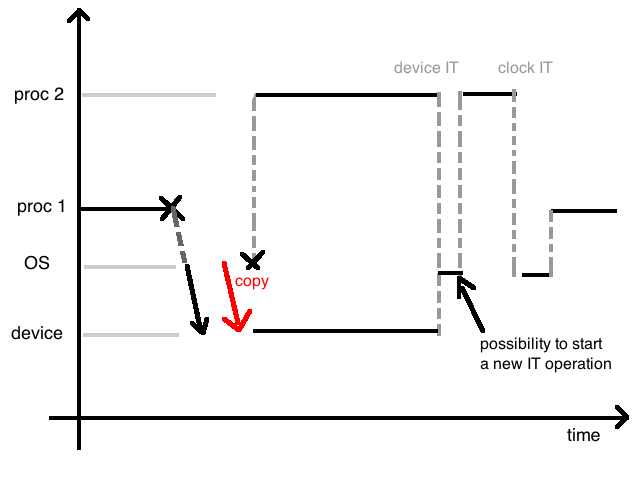 device IT
clock IT
proc 2
proc 1
OS
copy
device
possibility to start
a new IT operation
time